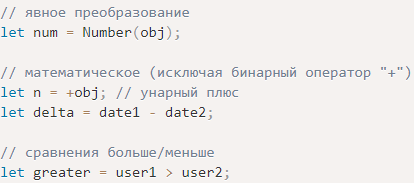 // явное преобразование
let num = Number(obj);
// математическое (исключая бинарный оператор "+")
let n = +obj; // унарный плюс
let delta = date1 - date2;
// сравнения больше/меньше
let greater = user1 > user2;